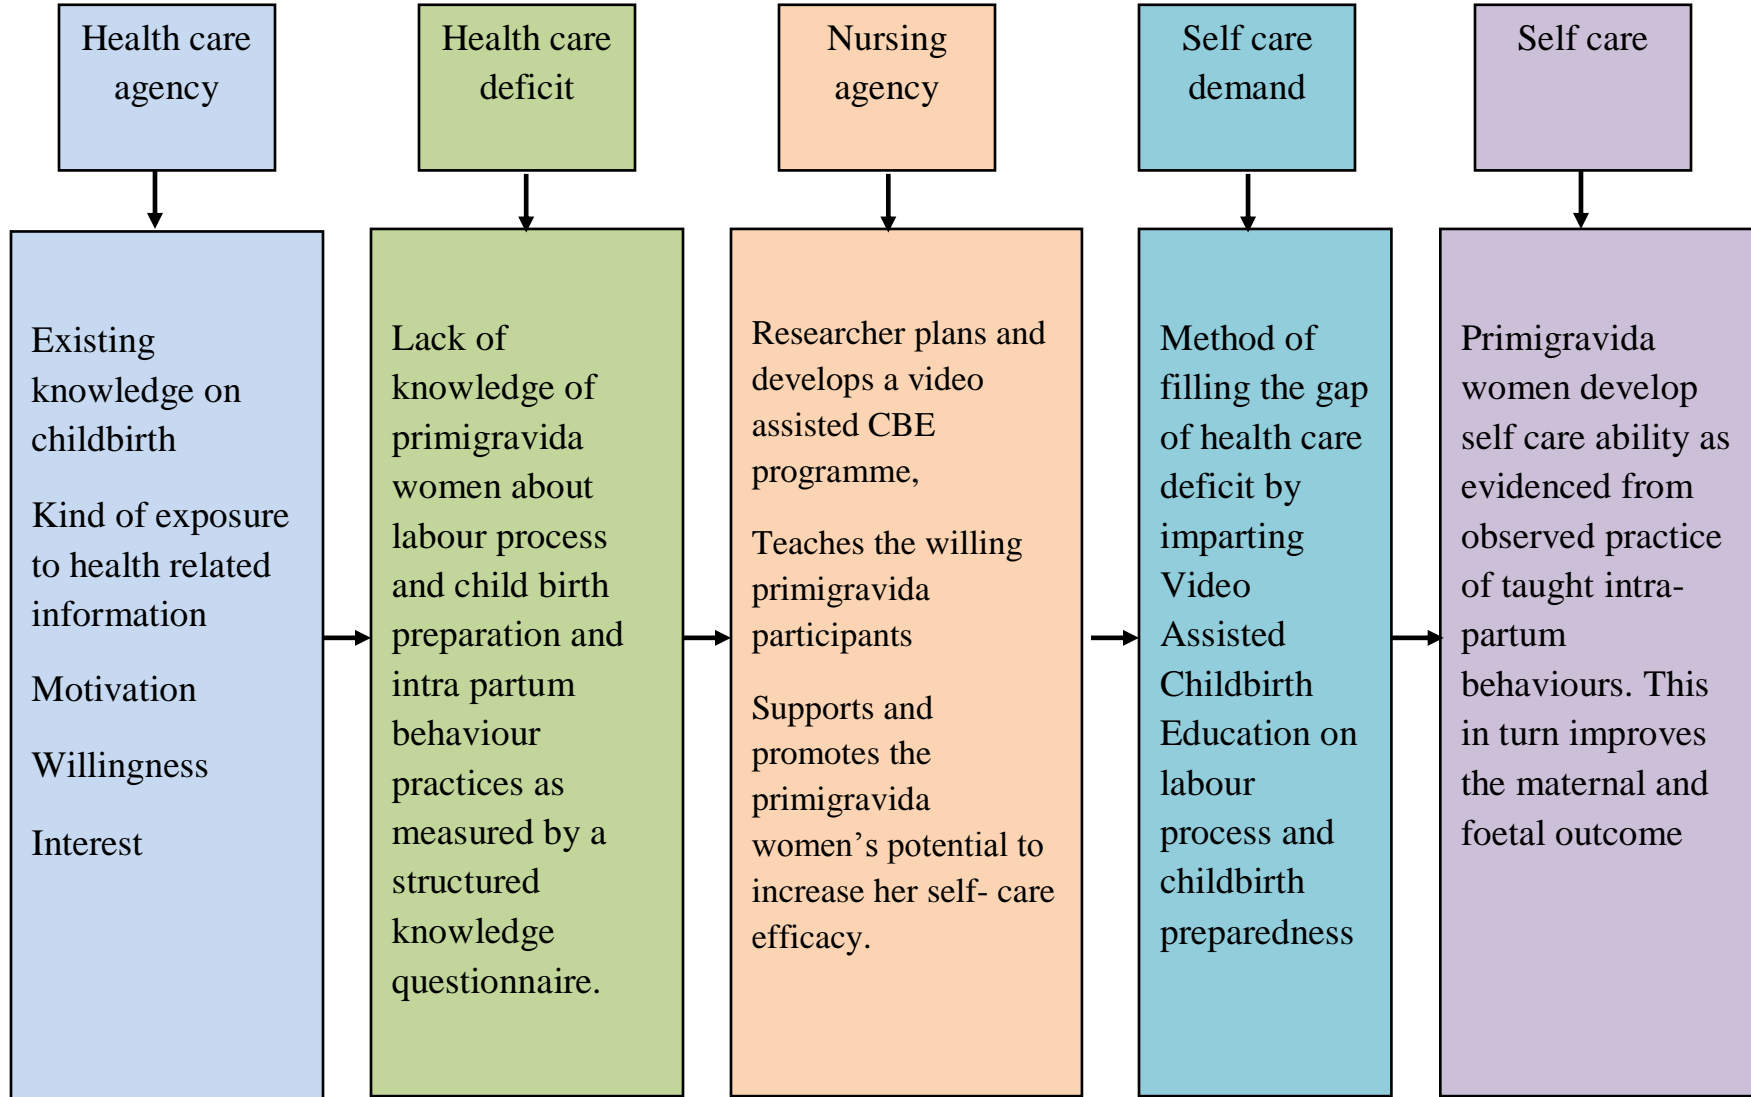 Health care
agency
Health care
deficit
Nursing
agency
Self care
demand
Self care
Existing
knowledge on
childbirth
Kind of exposure
to health related
information
Motivation
Willingness
Interest
Lack of
knowledge of
primigravida
women about
labour process
and child birth
preparation and
intra partum
behaviour
practices as
measured by a
structured
knowledge
questionnaire.
Researcher plans and
develops a video
assisted CBE
programme,
Teaches the willing
primigravida
participants
Supports and
promotes the
primigravida
women’s potential to
increase her self- care
efficacy.
Method of
filling the gap
of health care
deficit by
imparting
Video
Assisted
Childbirth
Education on
labour
process and
childbirth
preparedness
Primigravida
women develop
self care ability as
evidenced from
observed practice
of taught intra-
partum
behaviours. This
in turn improves
the maternal and
foetal outcome